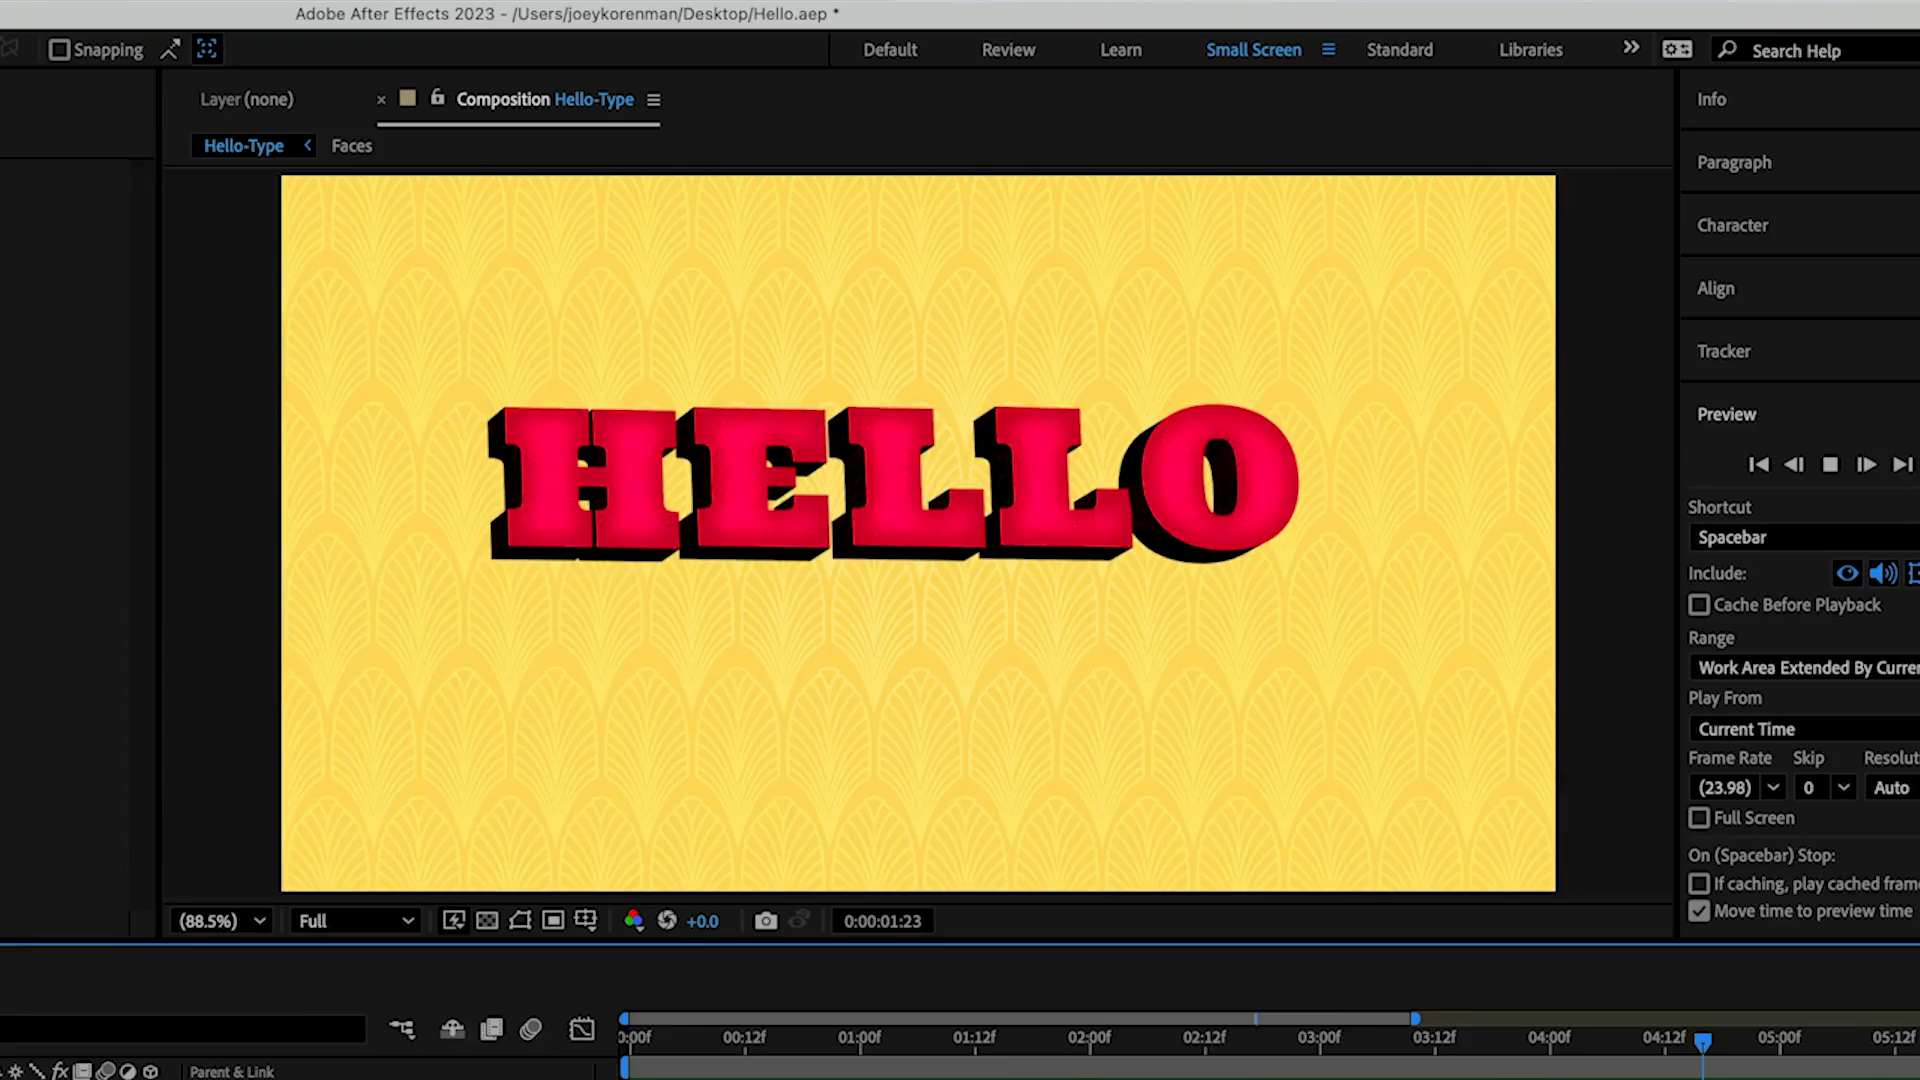 Adobe After Effects 2023 - /Users/joeykorenman/Desktop/Hello.aep *
Snapping
Default Review Learn Small Screen Standard Libraries Search Help
Layer (none) × Composition Hello-Type
Info
Hello-Type Faces
Paragraph
Character
Align
Tracker
Preview
HELLO
Shortcut
Spacebar
Include:
Cache Before Playback
Range
Work Area Extended By
Play From
Current Time
Frame Rate Skip
(23.98) 0 Auto
Full Screen
On (Spacebar) Stop:
If caching, play cached
Move time to preview time
(88.5%) Full +0.0 0:00:01:23
00:12f 01:00f 01:12f 02:00f 02:12f 03:00f 03:12f 04:00f 04:12f 05:00f 05:12f
fx Parent & Link